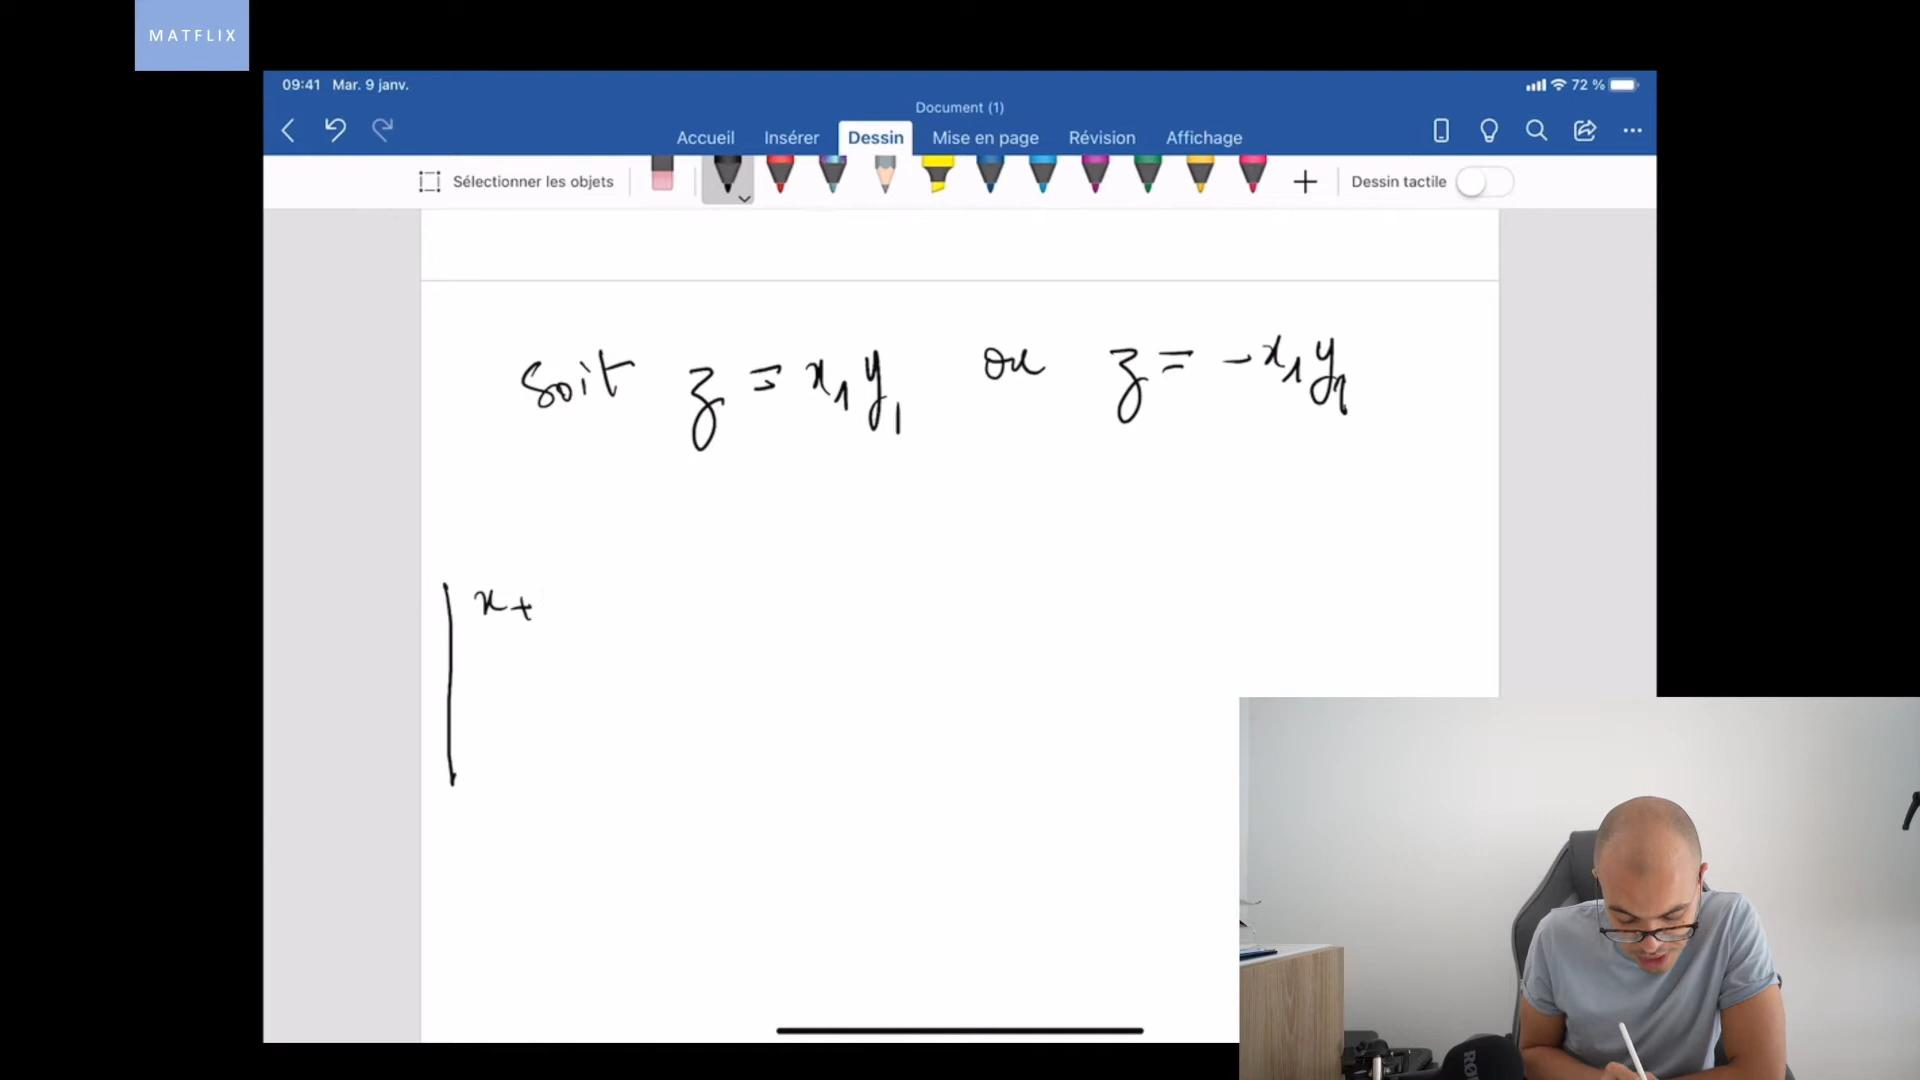 MATFLIX
09:41 Mar. 9 janv.
72 %
Document (1)
Accueil Insérer Dessin Mise en page Révision Affichage
Sélectionner les objets
Dessin tactile
Soit z = x₁y₁ ou z = -x₁y₁
x+
RØ